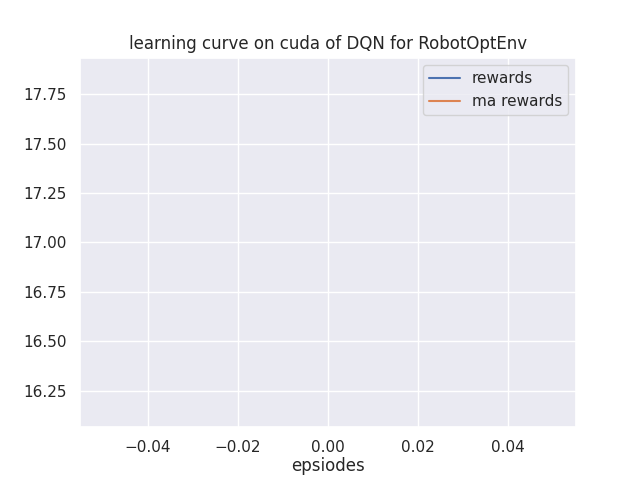 learning curve on cuda of DQN for RobotOptEnv
rewards
ma rewards
17.75
17.50
17.25
17.00
16.75
16.50
16.25
−0.04 −0.02 0.00 0.02 0.04
epsiodes